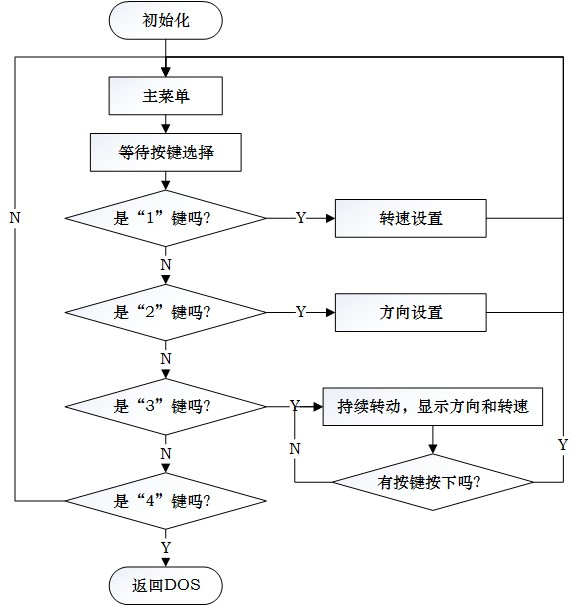 初始化
主菜单
等待按键选择
是“1”键吗?
Y
转速设置
N
N
是“2”键吗?
Y
方向设置
N
是“3”键吗?
Y
持续转动，显示方向和转速
N
N
Y
有按键按下吗?
是“4”键吗?
Y
返回DOS